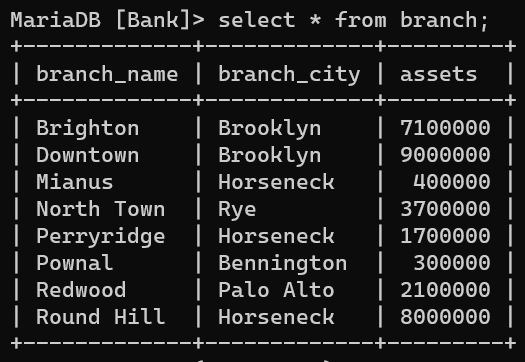 MariaDB [Bank]> select * from branch;
+-------------+-------------+---------+
| branch_name | branch_city | assets  |
+-------------+-------------+---------+
| Brighton    | Brooklyn    | 7100000 |
| Downtown    | Brooklyn    | 9000000 |
| Mianus      | Horseneck   |  400000 |
| North Town  | Rye         | 3700000 |
| Perryridge  | Horseneck   | 1700000 |
| Pownal      | Bennington  |  300000 |
| Redwood     | Palo Alto   | 2100000 |
| Round Hill  | Horseneck   | 8000000 |
+-------------+-------------+---------+